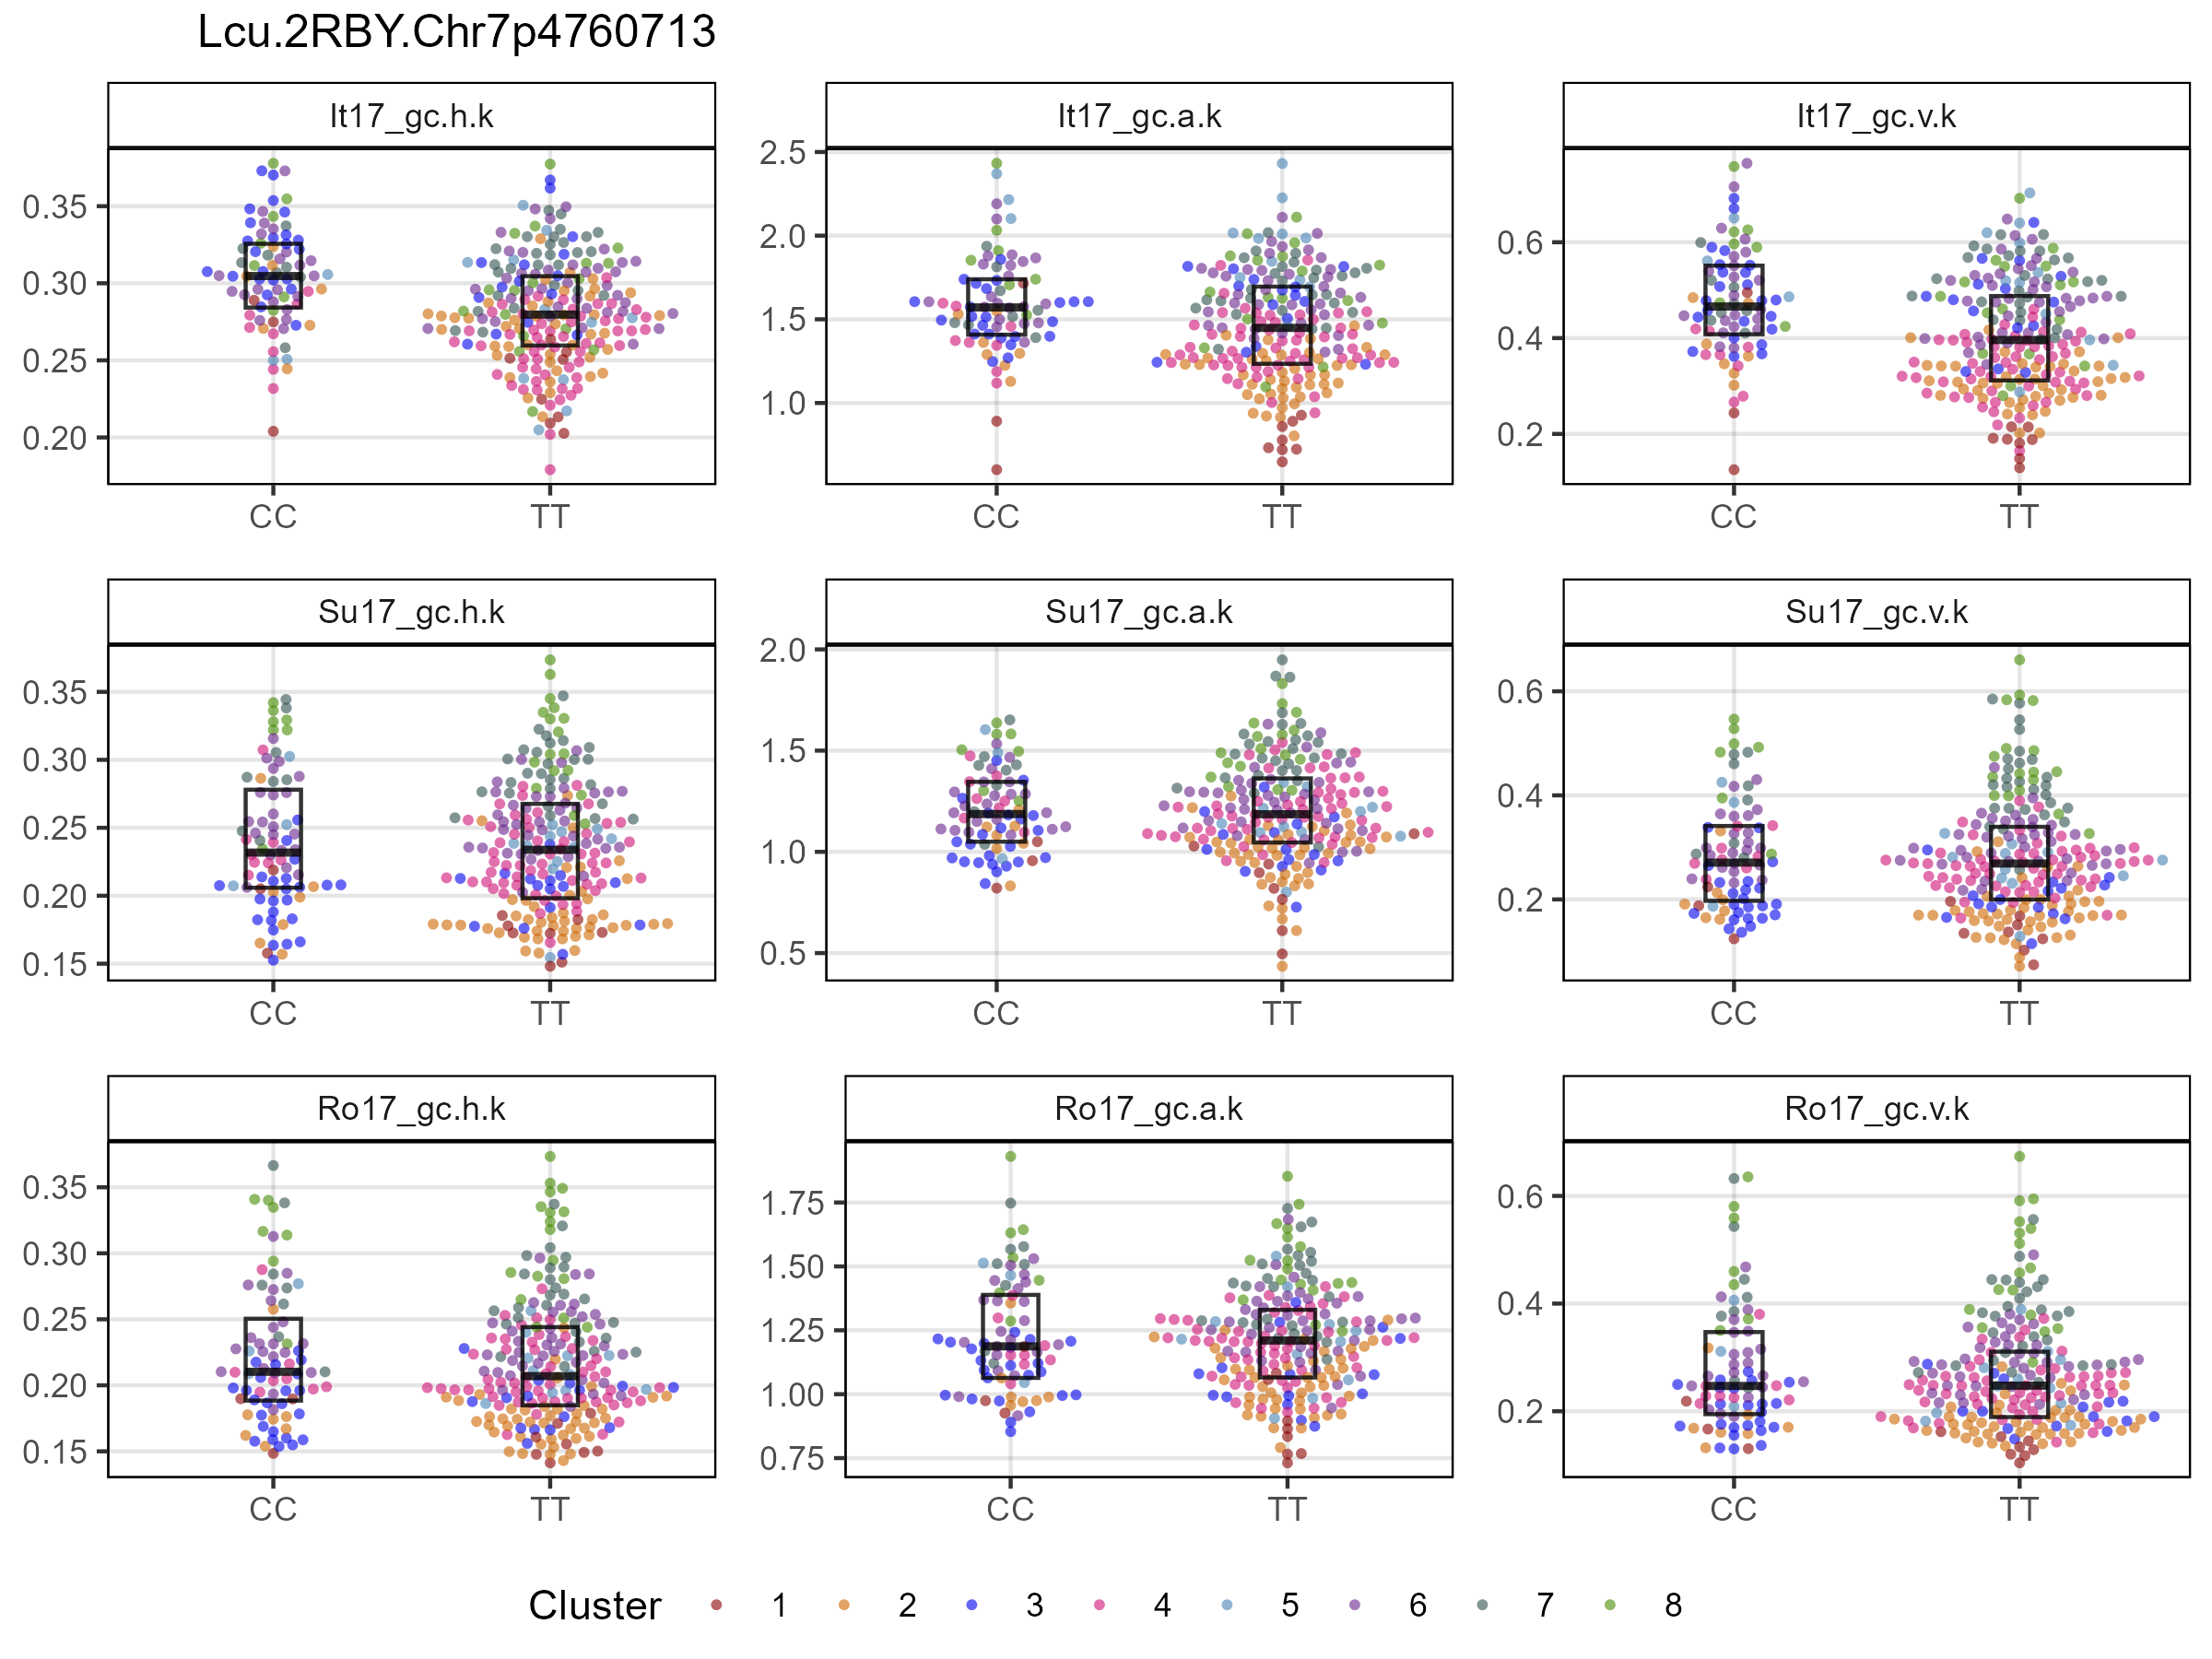 Lcu.2RBY.Chr7p4760713
It17_gc.h.k It17_gc.a.k It17_gc.v.k
0.35
0.30
0.25
0.20
CC TT
2.5
2.0
1.5
1.0
CC TT
0.6
0.4
0.2
CC TT
Su17_gc.h.k Su17_gc.a.k Su17_gc.v.k
0.35
0.30
0.25
0.20
0.15
CC TT
2.0
1.5
1.0
0.5
CC TT
0.6
0.4
0.2
CC TT
Ro17_gc.h.k Ro17_gc.a.k Ro17_gc.v.k
0.35
0.30
0.25
0.20
0.15
CC TT
1.75
1.50
1.25
1.00
0.75
CC TT
0.6
0.4
0.2
CC TT
Cluster 1 2 3 4 5 6 7 8